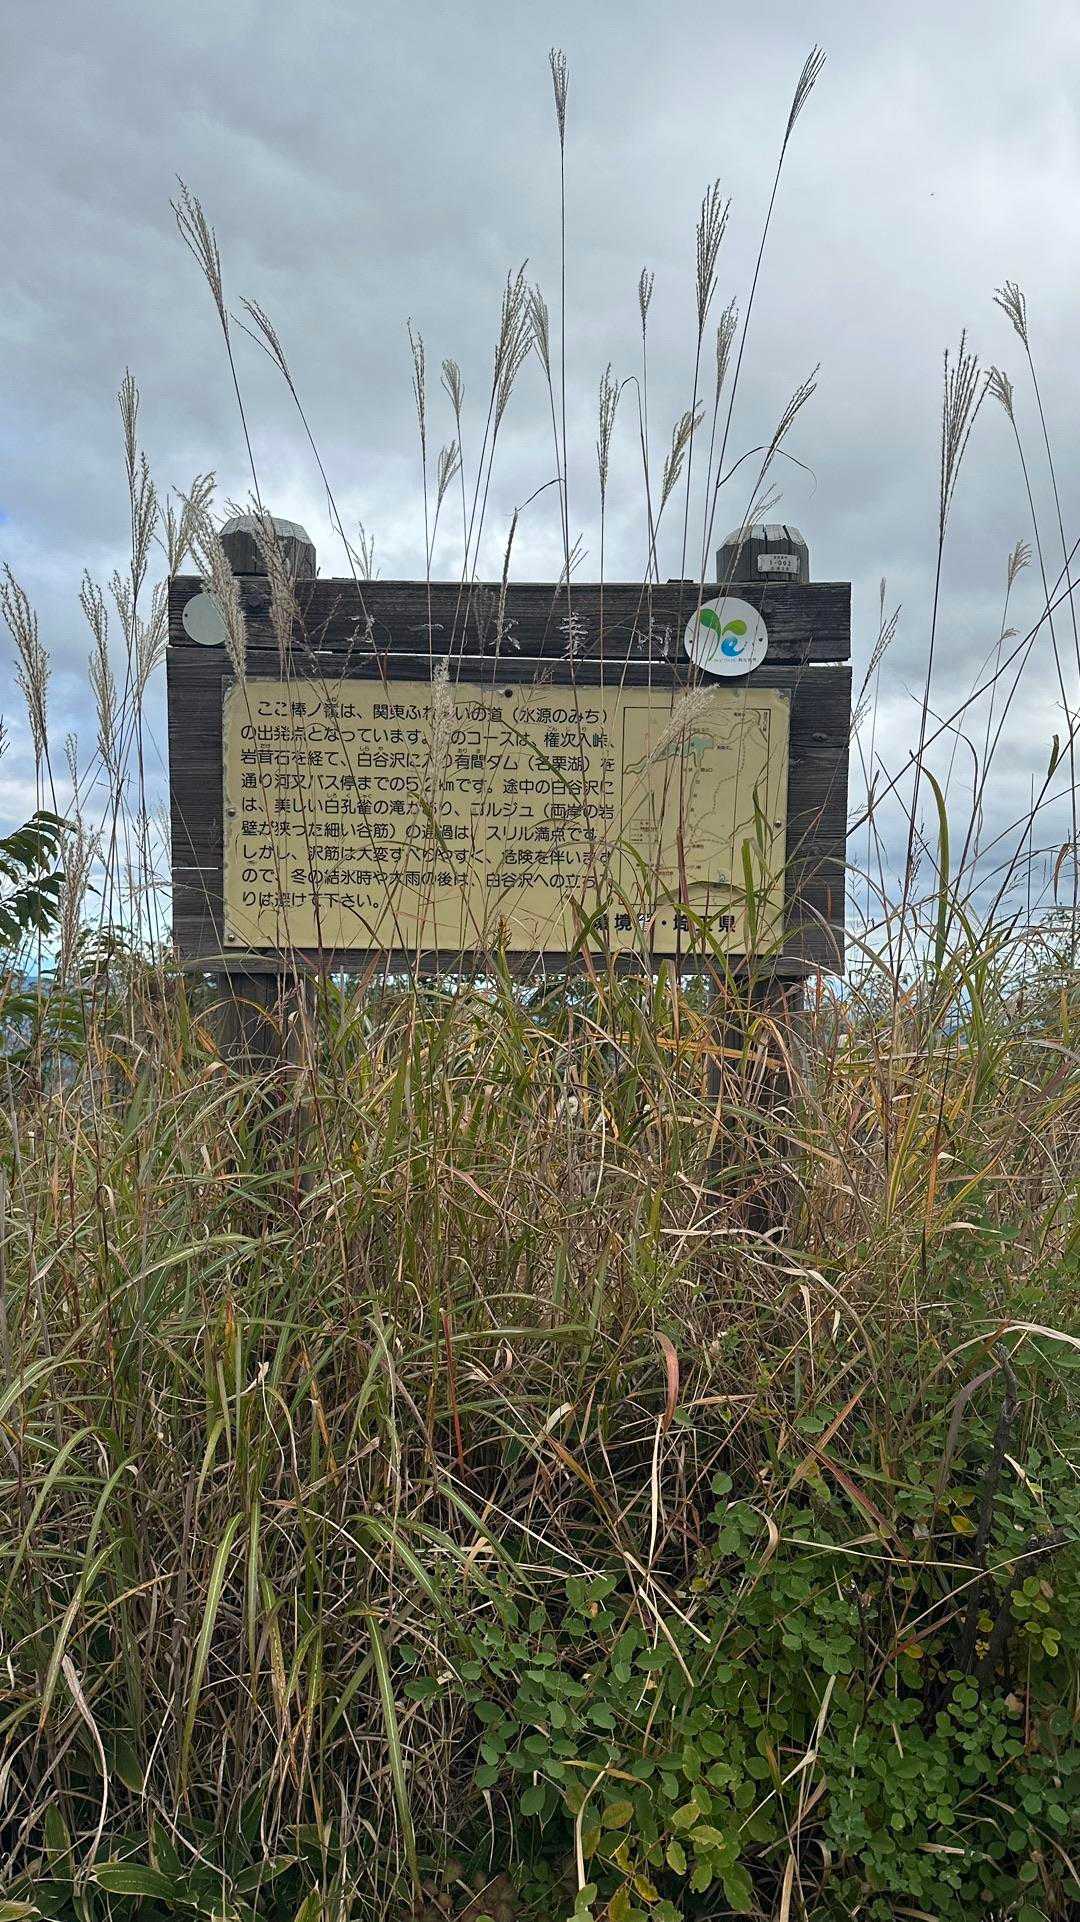 ここ棒ノ嶺は、関東ふれあいの道（水源のみち）
の出発点となっています。このコースは、権次入峠、
岩茸石を経て、白谷沢に入り有間ダム（名栗湖）を
通り河又バス停までの5.2kmです。途中の白谷沢に
は、美しい白孔雀の滝があり、ゴルジュ（両岸の岩
壁が狭った細い谷筋）の通過は、スリル満点です。
しかし、沢筋は大変すべりやすく、危険を伴います
ので、冬の結氷時や大雨の後は、白谷沢への立ち入
りは避けて下さい。
環境省・埼玉県